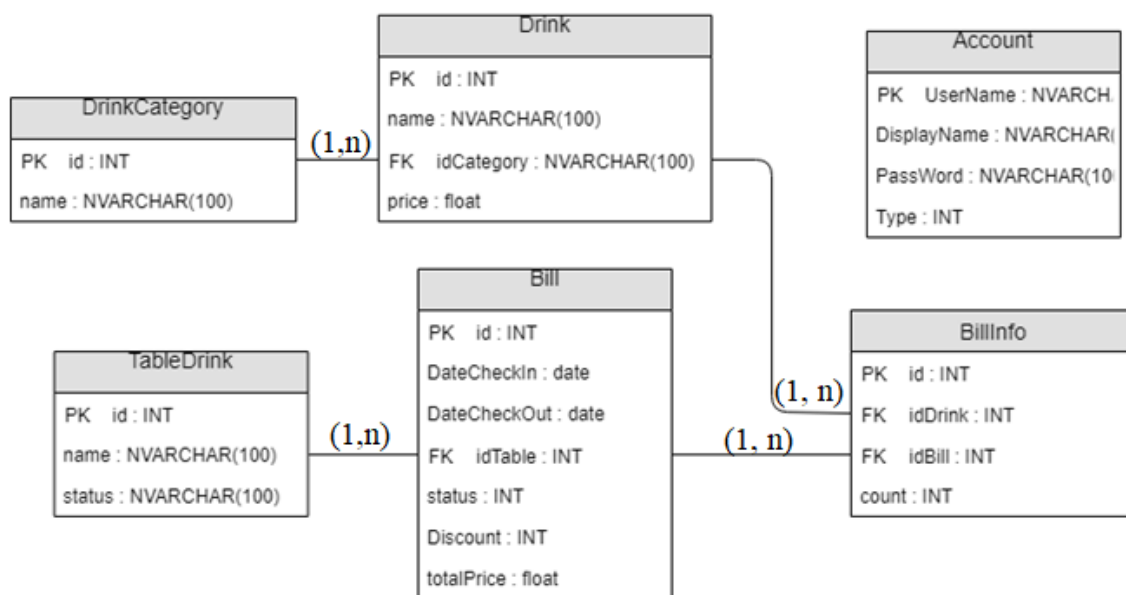 Drink
PK id : INT
name : NVARCHAR(100)
FK idCategory : NVARCHAR(100)
price : float
Account
PK UserName : NVARCH
DisplayName : NVARCHAR(
PassWord : NVARCHAR(10
Type : INT
DrinkCategory
PK id : INT
name : NVARCHAR(100)
(1,n)
Bill
PK id : INT
DateCheckIn : date
DateCheckOut : date
FK idTable : INT
status : INT
Discount : INT
totalPrice : float
TableDrink
PK id : INT
name : NVARCHAR(100)
status : NVARCHAR(100)
(1,n)
BillInfo
PK id : INT
FK idDrink : INT
FK idBill : INT
count : INT
(1, n)
(1, n)